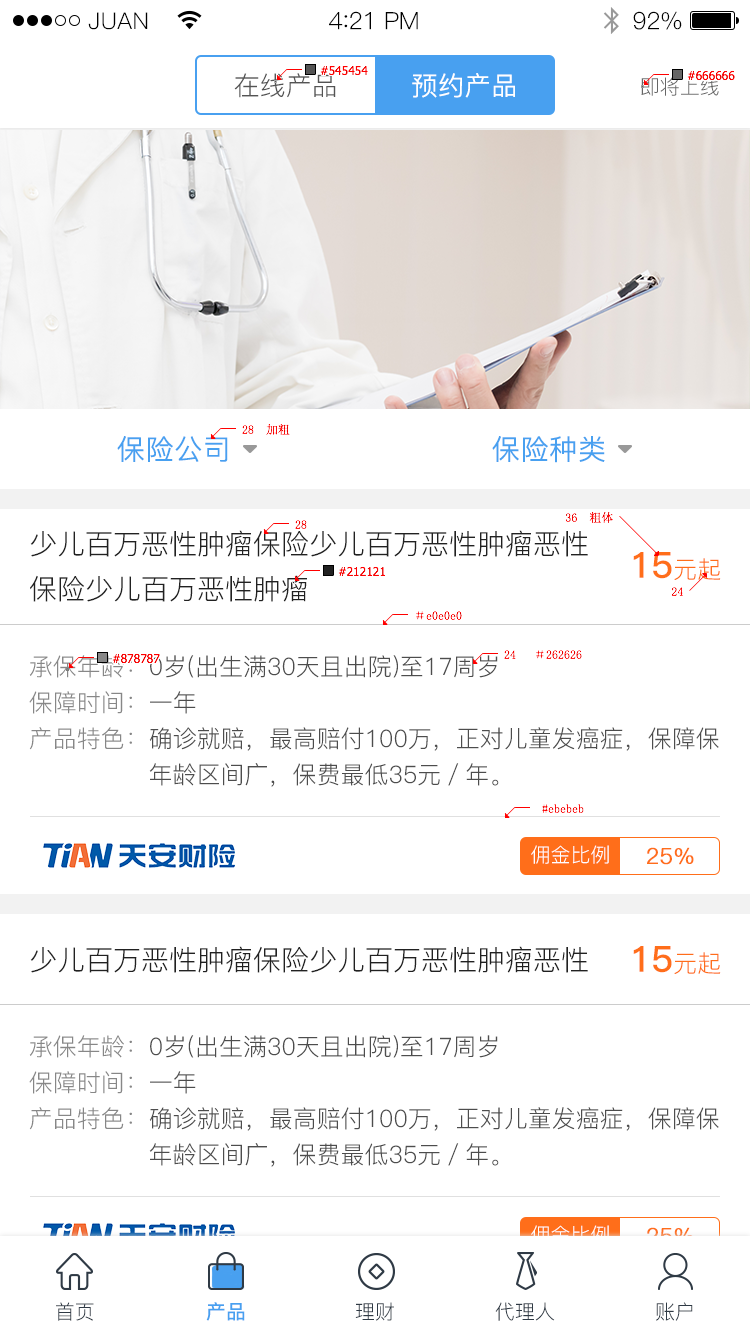 JUAN 4:21 PM 92%
在线产品 #545454 预约产品 即将上线 #666666
保险公司 28 加粗 保险种类
少儿百万恶性肿瘤保险少儿百万恶性肿瘤恶性 28
保险少儿百万恶性肿瘤 #212121
15元起 36 粗体 24
#e0e0e0
承保年龄： #878787 0岁(出生满30天且出院)至17周岁 24 #262626
保障时间： 一年
产品特色： 确诊就赔，最高赔付100万，正对儿童发癌症，保障保
年龄区间广，保费最低35元 / 年。
#ebebeb
TiAN 天安财险 佣金比例 25%
少儿百万恶性肿瘤保险少儿百万恶性肿瘤恶性 15元起
承保年龄： 0岁(出生满30天且出院)至17周岁
保障时间： 一年
产品特色： 确诊就赔，最高赔付100万，正对儿童发癌症，保障保
年龄区间广，保费最低35元 / 年。
TiAN 天安财险 佣金比例 25%
首页 产品 理财 代理人 账户